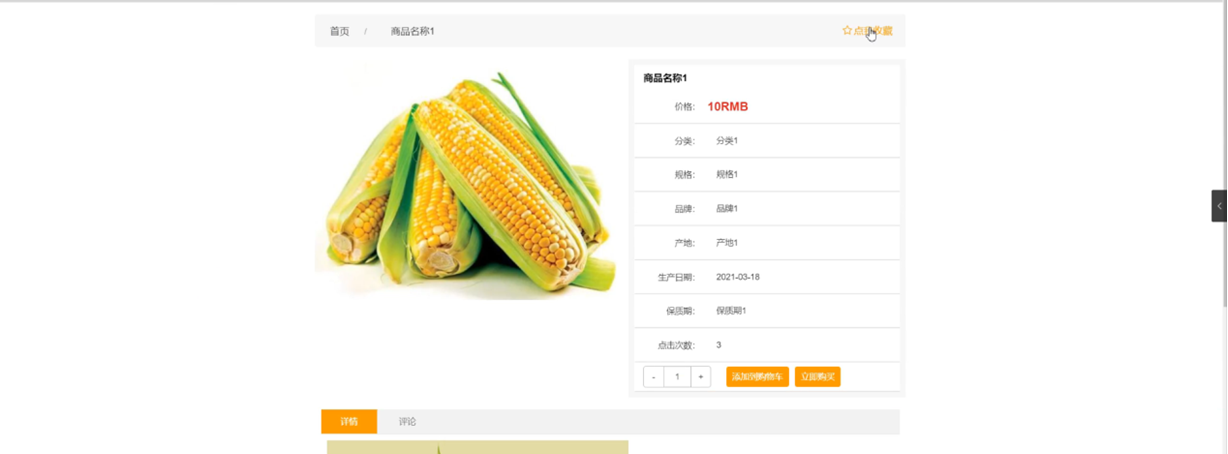 首页 / 商品名称1
☆点我收藏
商品名称1
价格： 10RMB
分类： 分类1
规格： 规格1
品牌： 品牌1
产地： 产地1
生产日期： 2021-03-18
保质期： 保质期1
点击次数： 3
- 1 + 添加到购物车 立即购买
详情 评论